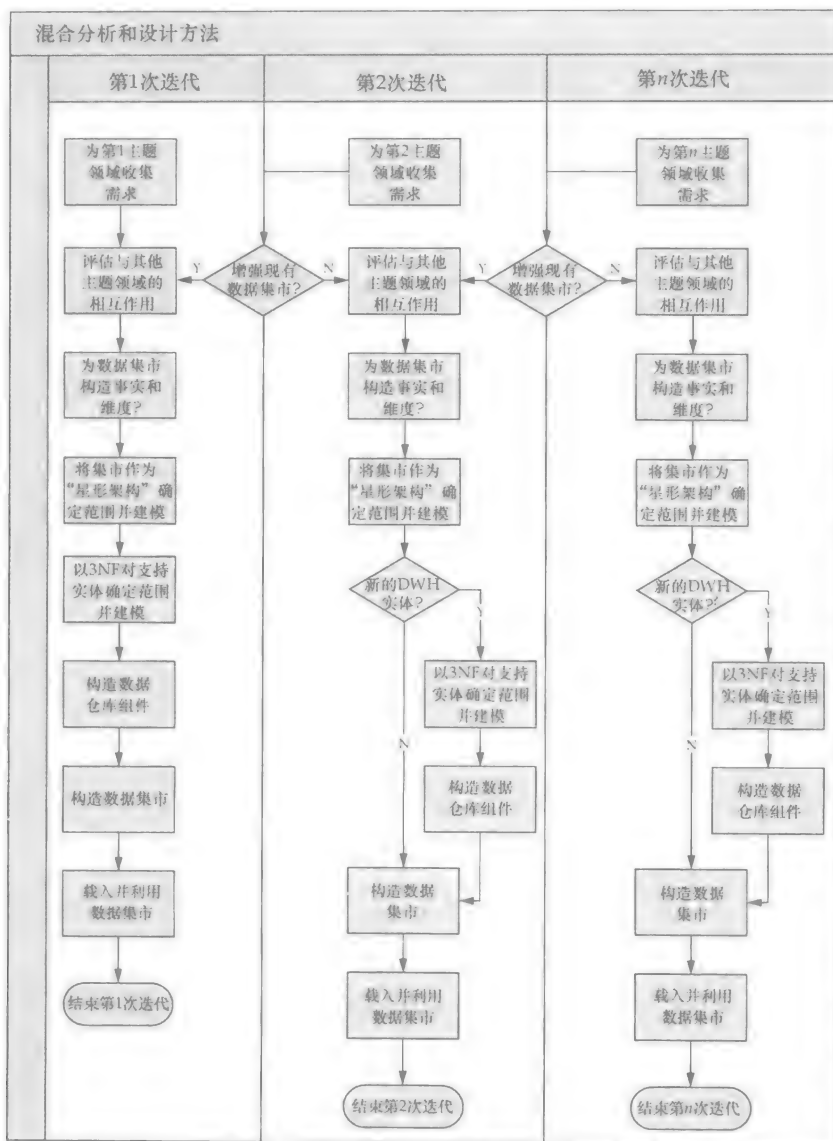 混合分析和设计方法
第1次迭代
第2次迭代
第n次迭代
为第1主题
领域收集
需求
为第2主题
领域收集
需求
为第n主题
领域收集
需求
评估与其他
主题领域的
相互作用
Y
增强现有
数据集市?
N
评估与其他
主题领域的
相互作用
Y
增强现有
数据集市?
N
评估与其他
主题领域的
相互作用
为数据集市
构造事实和
维度?
为数据集市
构造事实和
维度?
为数据集市
构造事实和
维度?
将集市作为
“星形架构”确
定范围并建模
将集市作为
“星形架构”确
定范围并建模
将集市作为
“星形架构”确
定范围并建模
以3NF对支持
实体确定范围
并建模
新的DWH
实体?
Y
新的DWH
实体?
Y
构造数据
仓库组件
以3NF对支持
实体确定范围
并建模
以3NF对支持
实体确定范围
并建模
N
N
构造数据集市
构造数据
仓库组件
构造数据
仓库组件
载入并利用
数据集市
构造数据
集市
构造数据
集市
结束第1次迭代
载入并利用
数据集市
载入并利用
数据集市
结束第2次迭代
结束第n次迭代